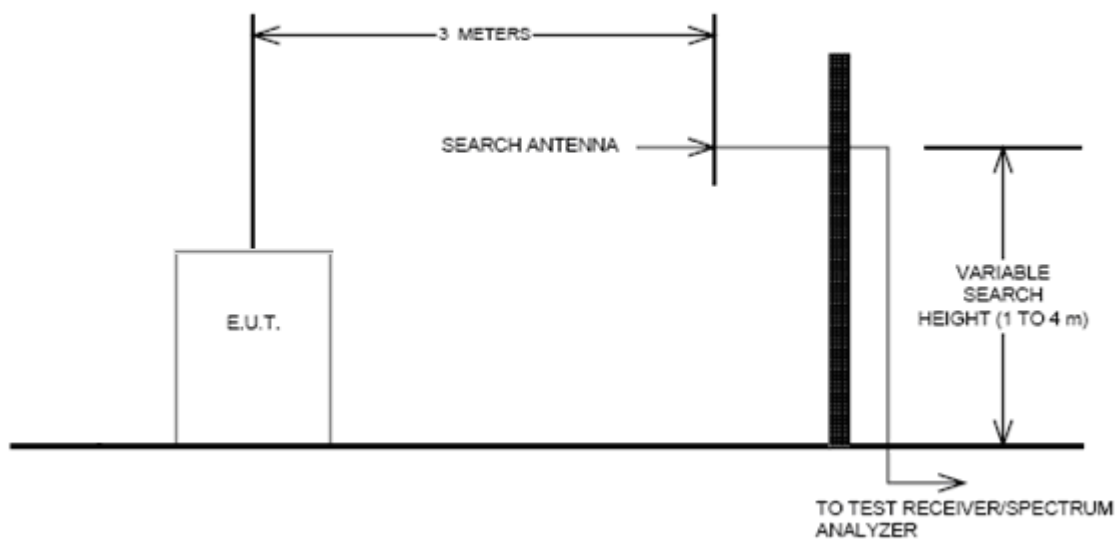 3 METERS
SEARCH ANTENNA
E.U.T.
VARIABLE
SEARCH
HEIGHT (1 TO 4 m)
TO TEST RECEIVER/SPECTRUM
ANALYZER